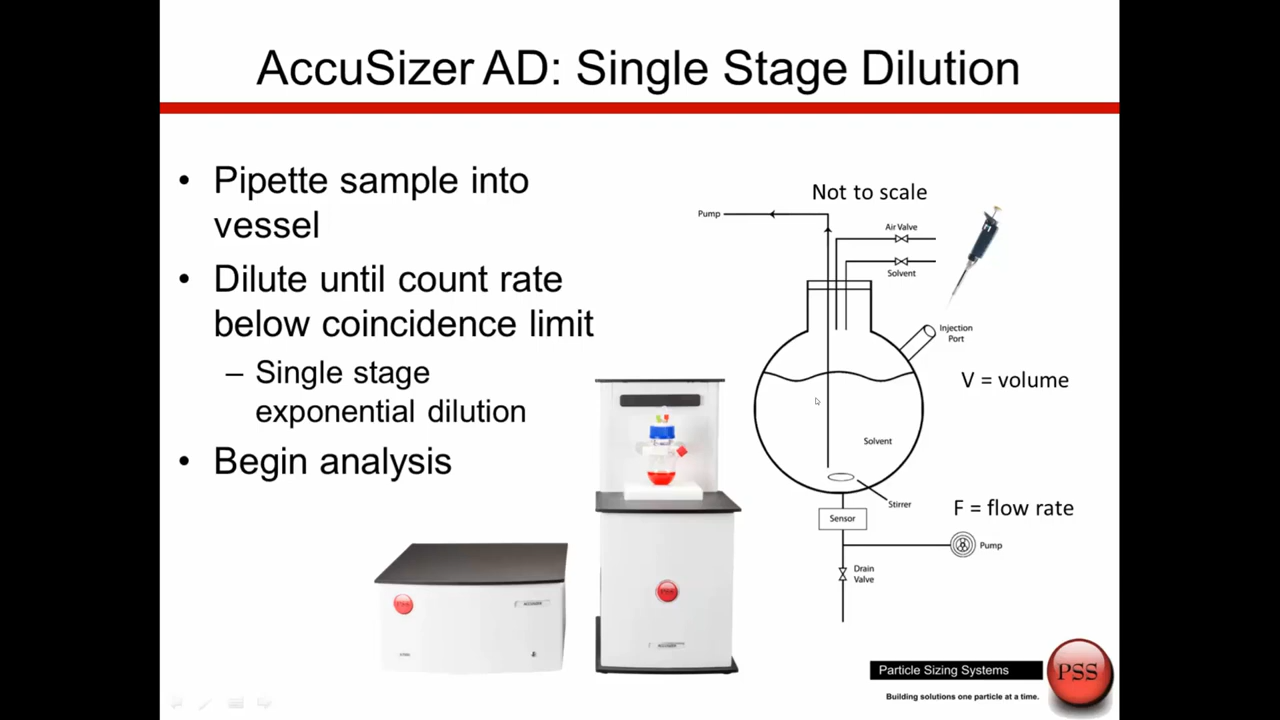 AccuSizer AD: Single Stage Dilution
• Pipette sample into
vessel
• Dilute until count rate
below coincidence limit
– Single stage
exponential dilution
• Begin analysis
Not to scale
Pump
Air Valve
Solvent
Injection
Port
V = volume
Solvent
Stirrer
F = flow rate
Sensor
Pump
Drain
Valve
PSS
PSS
Particle Sizing Systems
PSS
Building solutions one particle at a time.